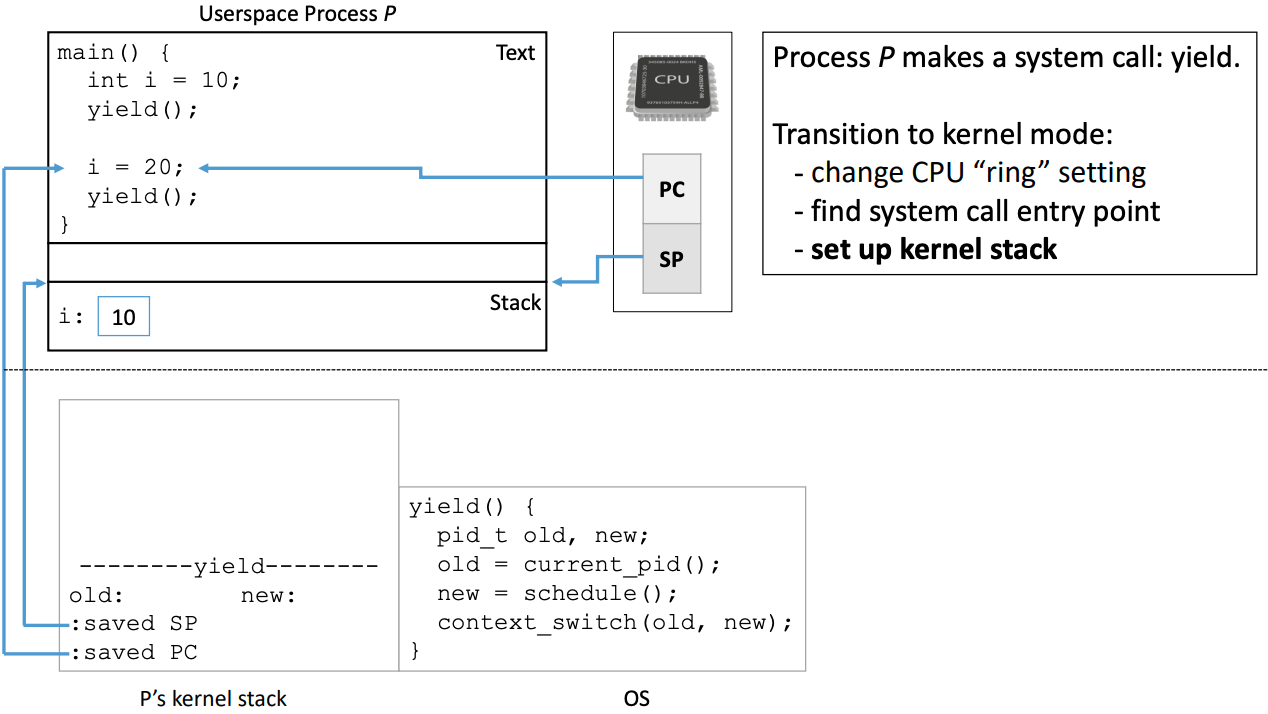 Userspace Process P
main() {
Text
int i = 10;
yield();
i = 20;
yield();
}
Stack
i: 10
CPU
PC
SP
Process P makes a system call: yield.
Transition to kernel mode:
- change CPU “ring” setting
- find system call entry point
- set up kernel stack
--------yield--------
old: new:
:saved SP
:saved PC
P’s kernel stack
yield() {
pid_t old, new;
old = current_pid();
new = schedule();
context_switch(old, new);
}
OS